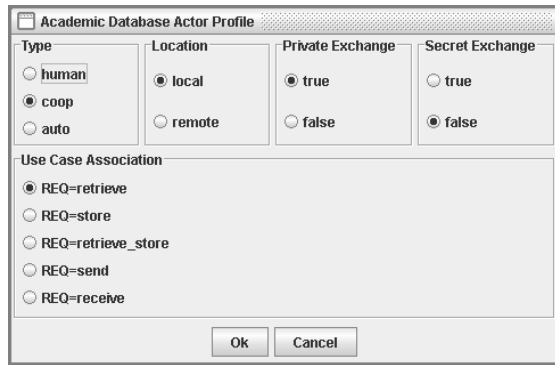 Academic Database Actor Profile
Type
human
coop
auto
Location
local
remote
Private Exchange
true
false
Secret Exchange
true
false
Use Case Association
REQ=retrieve
REQ=store
REQ=retrieve_store
REQ=send
REQ=receive
Ok
Cancel